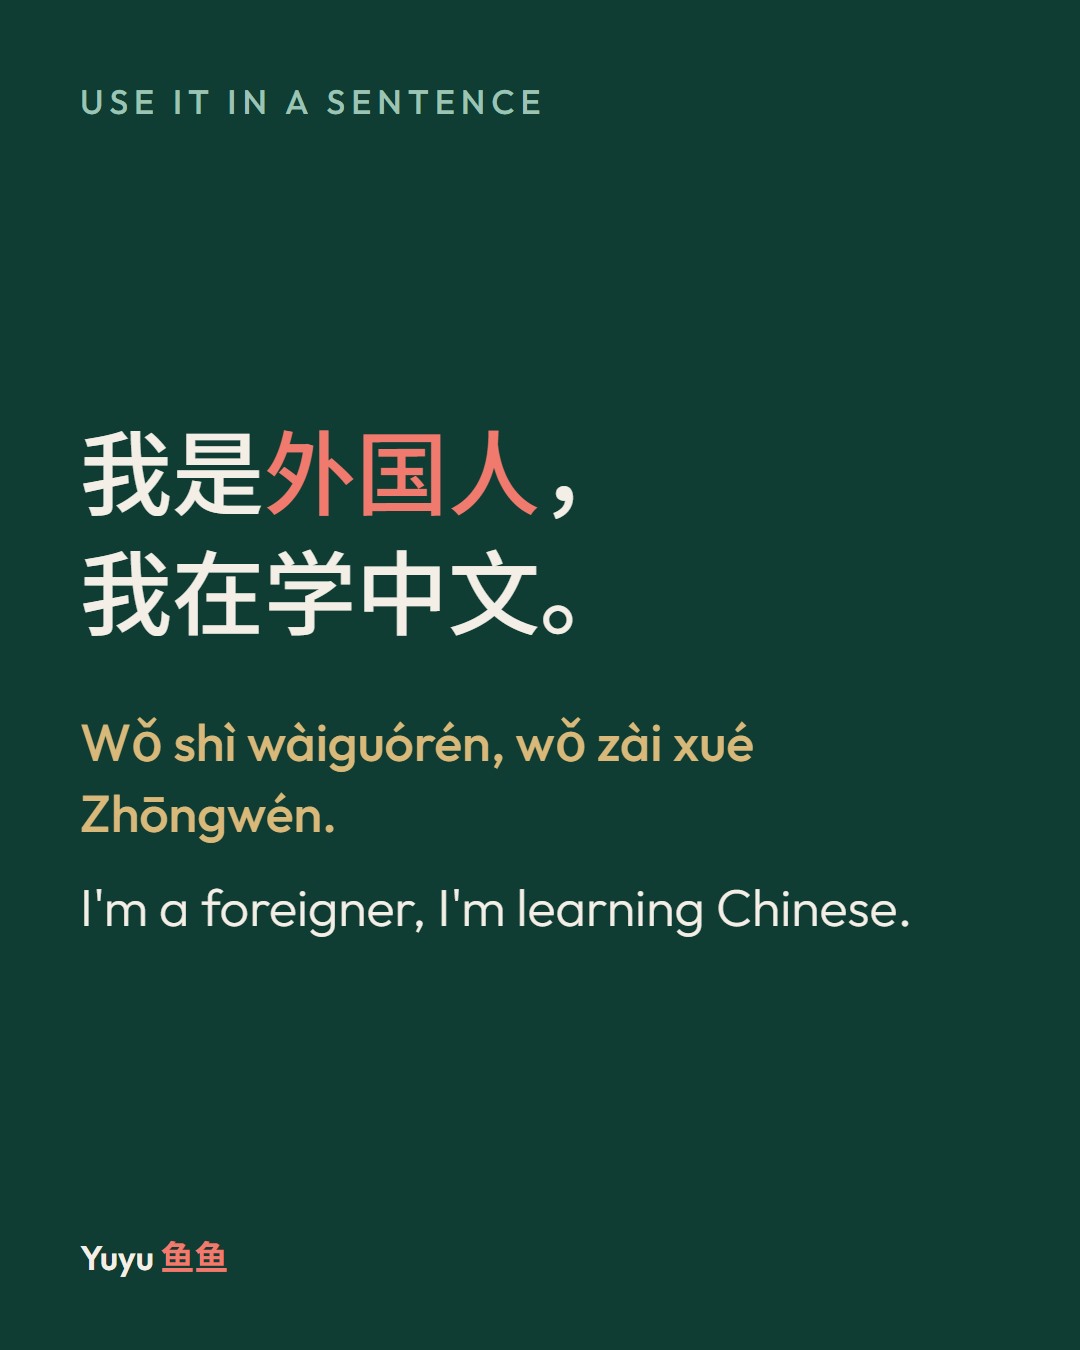 USE IT IN A SENTENCE
我是外国人，
我在学中文。
Wǒ shì wàiguórén, wǒ zài xué
Zhōngwén.
I'm a foreigner, I'm learning Chinese.
Yuyu 鱼鱼